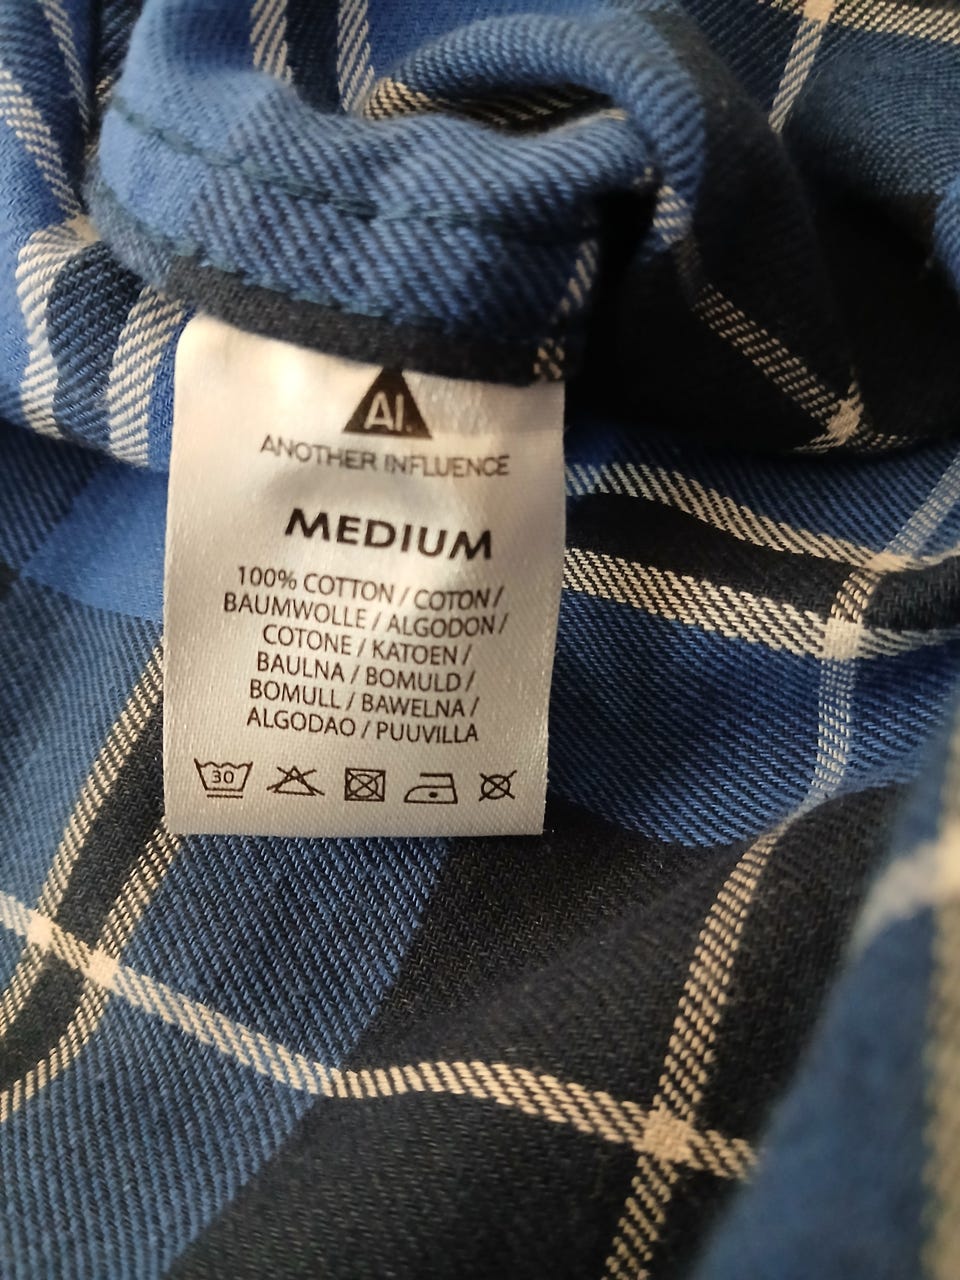 AI.
ANOTHER INFLUENCE
MEDIUM
100% COTTON / COTON /
BAUMWOLLE / ALGODON /
COTONE / KATOEN /
BAULNA / BOMULD /
BOMULL / BAWELNA /
ALGODAO / PUUVILLA
30